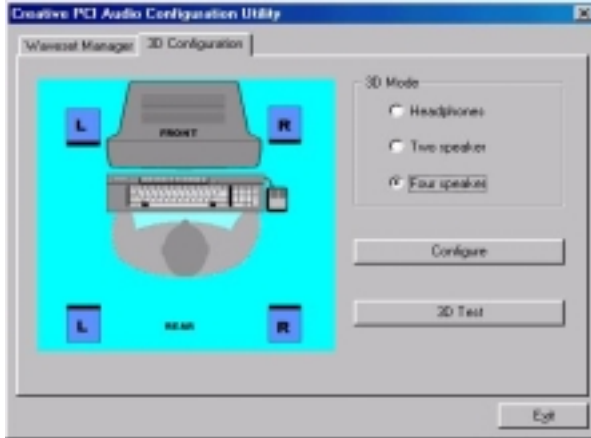 Creative PCI Audio Configuration Utility
Waveset Manager
3D Configuration
L
FRONT
R
L
REAR
R
3D Mode
Headphones
Two speaker
Four speaker
Configure
3D Test
Exit